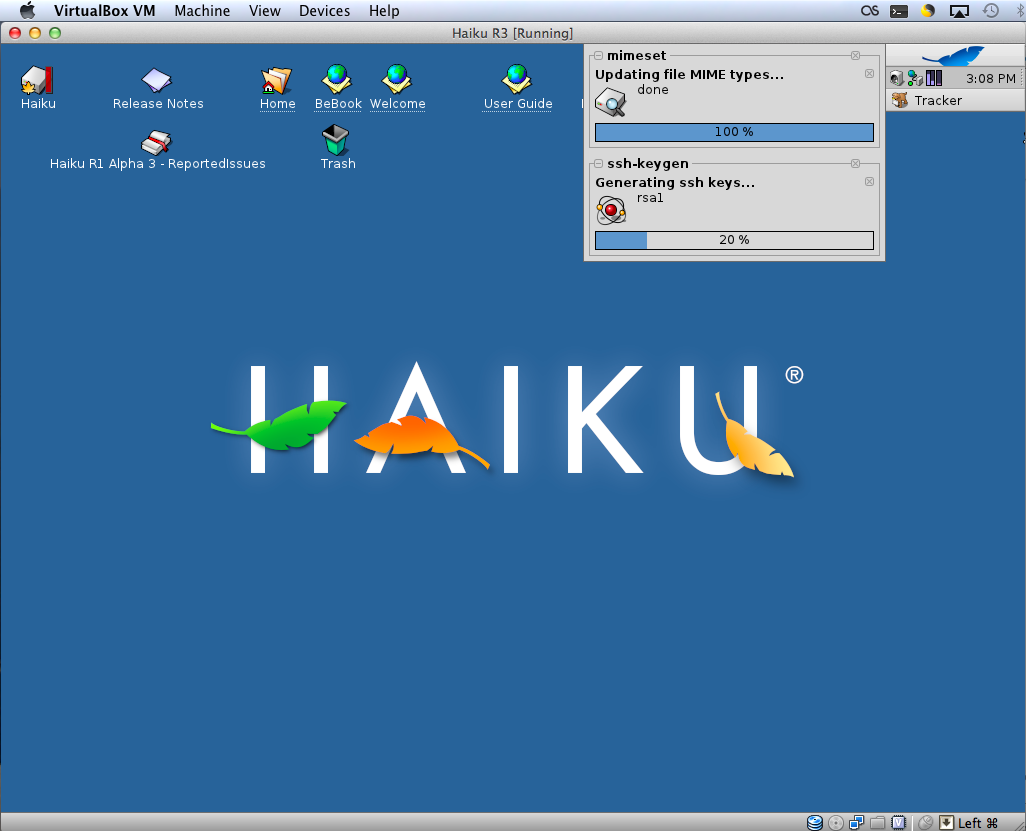 VirtualBox VM Machine View Devices Help
Haiku R3 [Running]
mimeset
Updating file MIME types...
done
100 %
ssh-keygen
Generating ssh keys...
rsa1
20 %
3:08 PM
Tracker
Haiku
Release Notes
Home
BeBook
Welcome
User Guide
Haiku R1 Alpha 3 - ReportedIssues
Trash
HAIKU®
Left ⌘